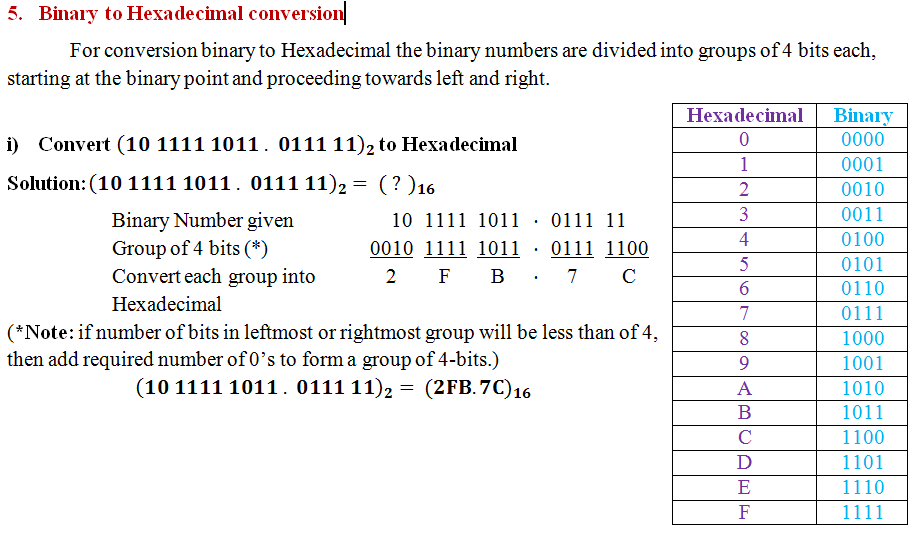 5. Binary to Hexadecimal conversion
For conversion binary to Hexadecimal the binary numbers are divided into groups of 4 bits each,
starting at the binary point and proceeding towards left and right.
i) Convert (10 1111 1011 . 0111 11)₂ to Hexadecimal
Solution: (10 1111 1011 . 0111 11)₂ = ( ? )₁₆
Binary Number given 10 1111 1011 · 0111 11
Group of 4 bits (*) 0010 1111 1011 · 0111 1100
Convert each group into 2 F B · 7 C
Hexadecimal
(*Note: if number of bits in leftmost or rightmost group will be less than of 4,
then add required number of 0’s to form a group of 4-bits.)
(10 1111 1011 . 0111 11)₂ = (2FB.7C)₁₆
Hexadecimal Binary
0 0000
1 0001
2 0010
3 0011
4 0100
5 0101
6 0110
7 0111
8 1000
9 1001
A 1010
B 1011
C 1100
D 1101
E 1110
F 1111